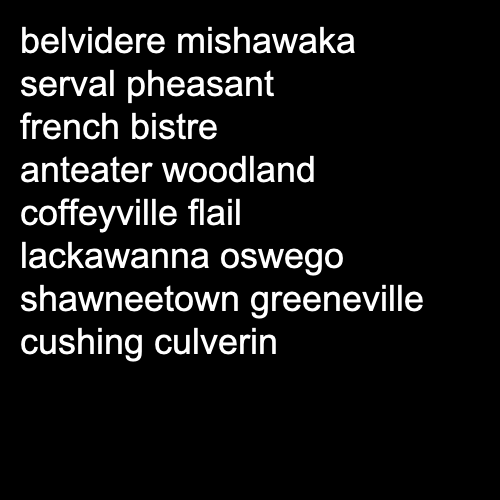 belvidere mishawaka
serval pheasant
french bistre
anteater woodland
coffeyville flail
lackawanna oswego
shawneetown greeneville
cushing culverin